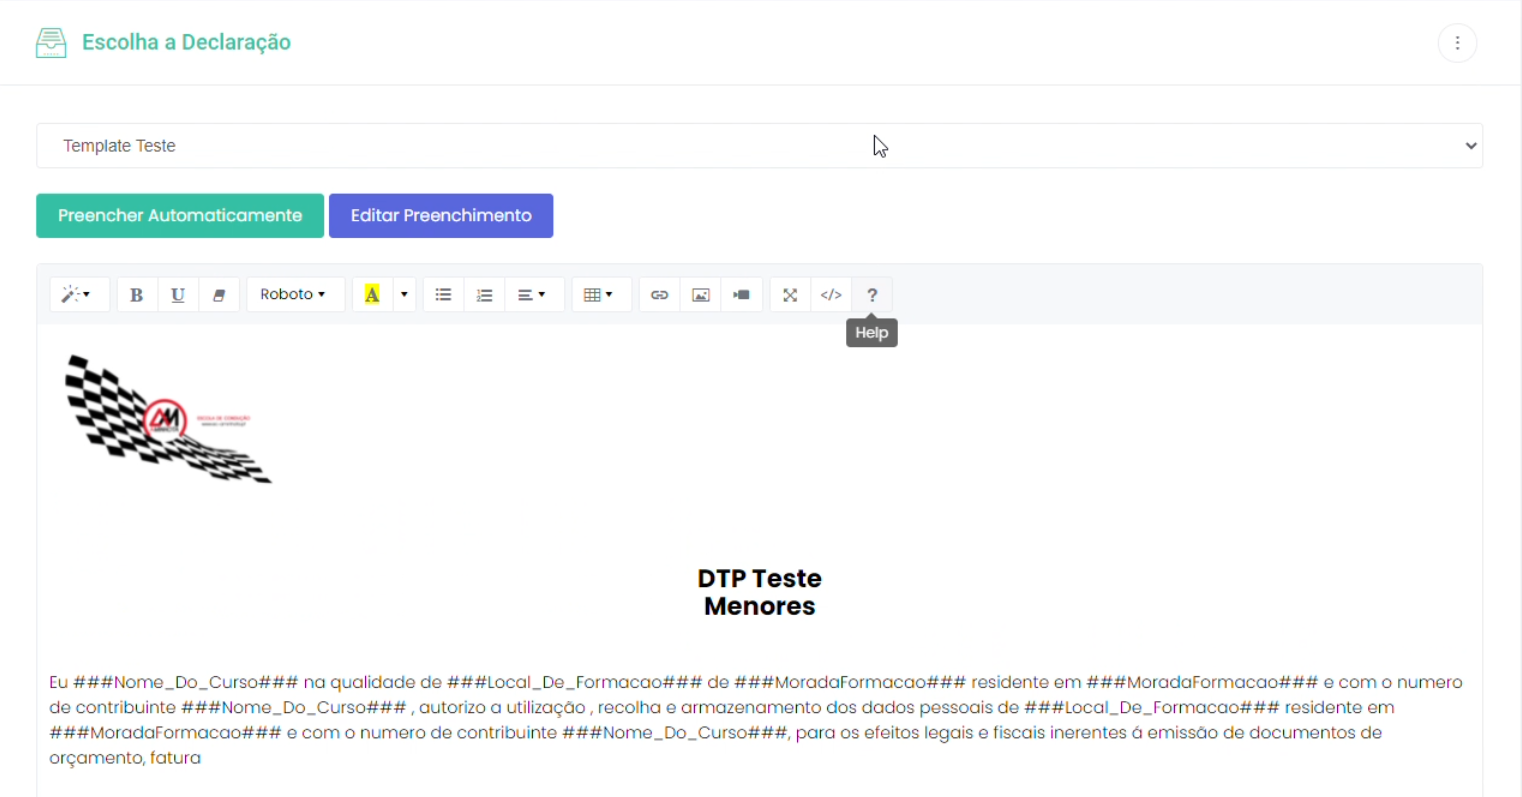 Escolha a Declaração
Template Teste
Preencher Automaticamente Editar Preenchimento
B U Roboto A </> ?
Help
DTP Teste
Menores
Eu ###Nome_Do_Curso### na qualidade de ###Local_De_Formacao### de ###MoradaFormacao### residente em ###MoradaFormacao### e com o numero
de contribuinte ###Nome_Do_Curso### , autorizo a utilização , recolha e armazenamento dos dados pessoais de ###Local_De_Formacao### residente em
###MoradaFormacao### e com o numero de contribuinte ###Nome_Do_Curso###, para os efeitos legais e fiscais inerentes á emissão de documentos de
orçamento, fatura